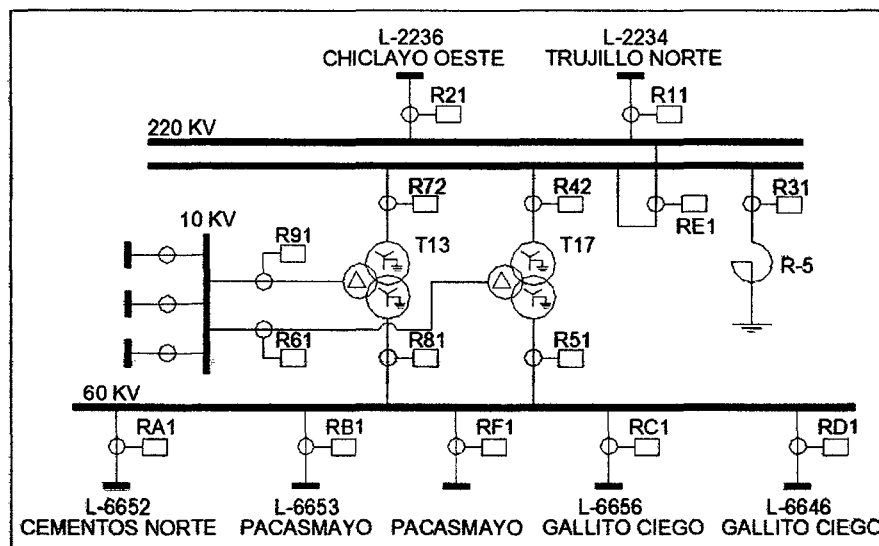 L-2236
CHICLAYO OESTE
L-2234
TRUJILLO NORTE
R21
R11
220 KV
R72
R42
R31
10 KV
RE1
R91
T13
T17
R-5
R61
R81
R51
60 KV
RA1
RB1
RF1
RC1
RD1
L-6652
CEMENTOS NORTE
L-6653
PACASMAYO
PACASMAYO
L-6656
GALLITO CIEGO
L-6646
GALLITO CIEGO